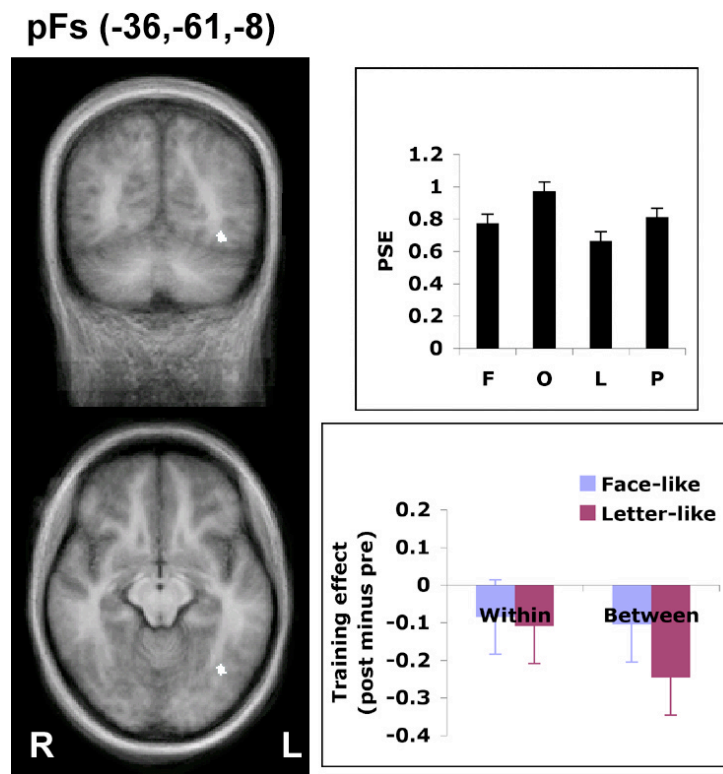 pFs (-36,-61,-8)
1.2
1
0.8
0.6
0.4
0.2
0
PSE
F O L P
R L
Face-like
Letter-like
0.2
0.1
0
-0.1
-0.2
-0.3
-0.4
Training effect
(post minus pre)
Within Between